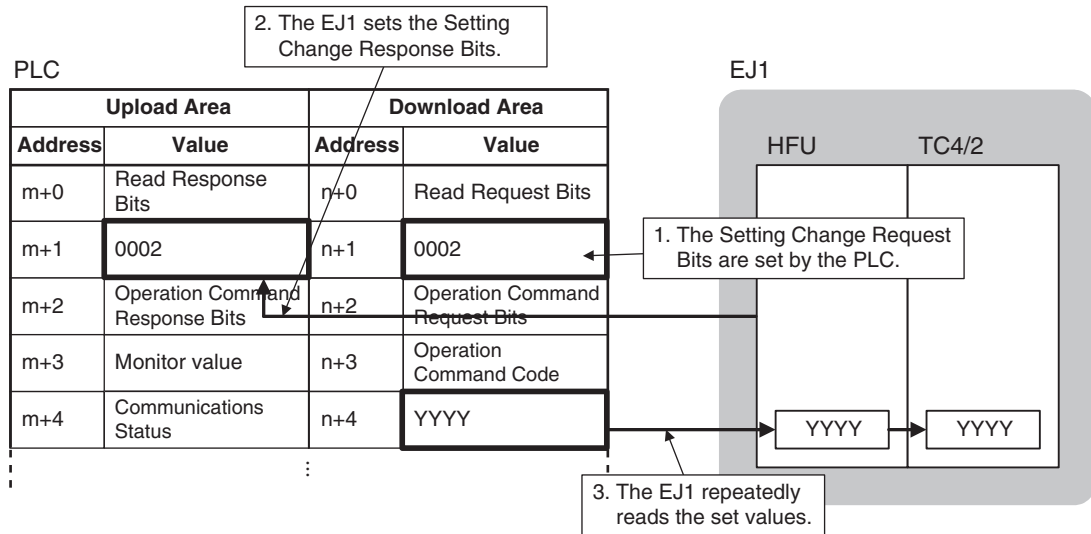 2. The EJ1 sets the Setting
Change Response Bits.
PLC
EJ1
Upload Area
Download Area
Address
Value
Address
Value
HFU
TC4/2
m+0
Read Response
Bits
n+0
Read Request Bits
m+1
0002
n+1
0002
1. The Setting Change Request
Bits are set by the PLC.
m+2
Operation Command
Response Bits
n+2
Operation Command
Request Bits
m+3
Monitor value
n+3
Operation
Command Code
m+4
Communications
Status
n+4
YYYY
YYYY
YYYY
3. The EJ1 repeatedly
reads the set values.